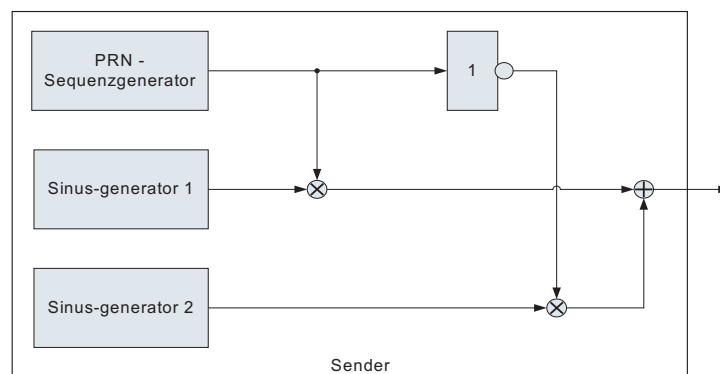 PRN -
Sequenzgenerator
1
Sinus-generator 1
Sinus-generator 2
Sender